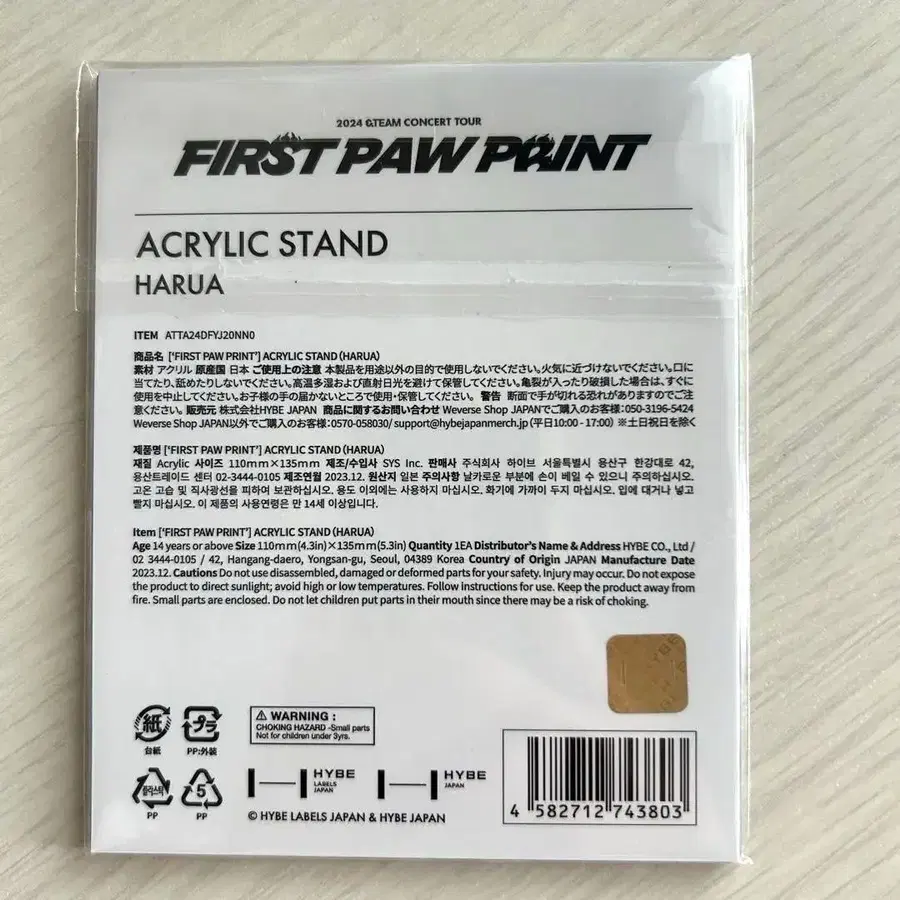 2024 &TEAM CONCERT TOUR
FIRST PAW PRINT
ACRYLIC STAND
HARUA
ITEM ATTA24DFYJ20NN0
商品名 [‘FIRST PAW PRINT’] ACRYLIC STAND (HARUA)
素材 アクリル 原産国 日本 ご使用上の注意 本製品を用途以外の目的で使用しないでください。火気に近づけないでください。口に
当てたり、舐めたりしないでください。高温多湿および直射日光を避けて保管してください。亀裂が入ったり破損した場合は、すぐに
使用を中止してください。お子様の手の届かないところで使用・保管してください。 警告 断面で手が切れる恐れがありますのでご注
意ください。 販売元 株式会社HYBE JAPAN 商品に関するお問い合わせ Weverse Shop JAPANでご購入のお客様：050-3196-5424
Weverse Shop JAPAN以外でご購入のお客様：0570-058030/ support@hybejapanmerch.jp (平日10:00 - 17:00) ※土日祝日を除く
제품명 [‘FIRST PAW PRINT’] ACRYLIC STAND (HARUA)
재질 Acrylic 사이즈 110mm×135mm 제조/수입사 SYS Inc. 판매사 주식회사 하이브 서울특별시 용산구 한강대로 42,
용산트레이드 센터 02-3444-0105 제조연월 2023.12. 원산지 일본 주의사항 날카로운 부분에 손이 베일 수 있으니 주의하십시오.
고온 고습 및 직사광선을 피하여 보관하십시오. 용도 이외에는 사용하지 마십시오. 화기에 가까이 두지 마십시오. 입에 대거나 넣고
빨지 마십시오. 이 제품의 사용연령은 만 14세 이상입니다.
Item [‘FIRST PAW PRINT’] ACRYLIC STAND (HARUA)
Age 14 years or above Size 110mm(4.3in)×135mm(5.3in) Quantity 1EA Distributor’s Name & Address HYBE CO., Ltd /
02 3444-0105 / 42, Hangang-daero, Yongsan-gu, Seoul, 04389 Korea Country of Origin JAPAN Manufacture Date
2023.12. Cautions Do not use disassembled, damaged or deformed parts for your safety. Injury may occur. Do not expose
the product to direct sunlight; avoid high or low temperatures. Follow instructions for use. Keep the product away from
fire. Small parts are enclosed. Do not let children put parts in their mouth since there may be a risk of choking.
HYBE
紙
台紙
プラ
PP:外装
WARNING :
CHOKING HAZARD -Small parts
Not for children under 3yrs.
플라스틱
PP
5
PP
HYBE
LABELS
JAPAN
HYBE
JAPAN
© HYBE LABELS JAPAN & HYBE JAPAN
4 582712 743803